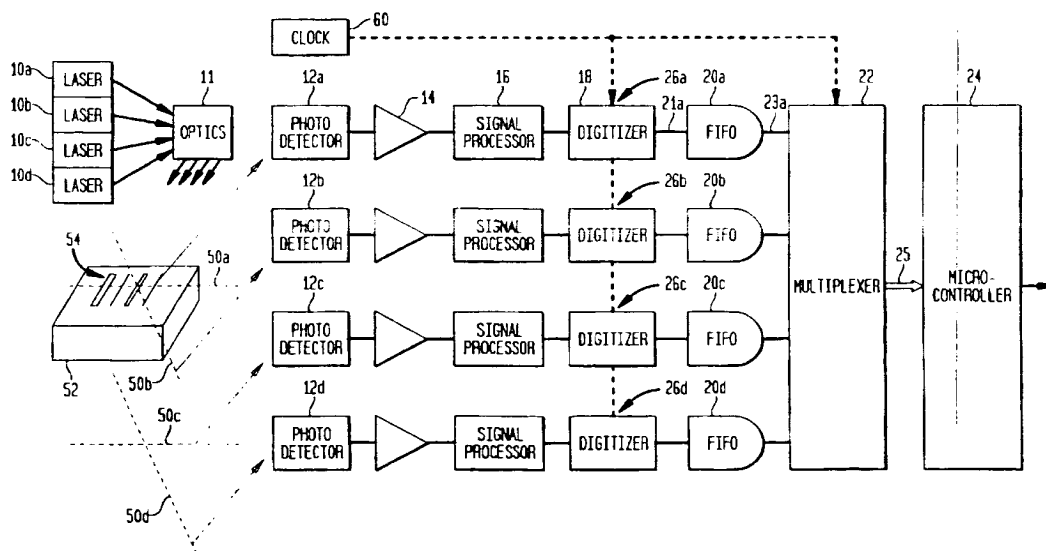 60
CLOCK
10a
LASER
10b
LASER
10c
LASER
10d
LASER
11
OPTICS
12a
PHOTO
DETECTOR
14
16
SIGNAL
PROCESSOR
18
DIGITIZER
26a
21a
20a
FIFO
23a
22
MULTIPLEXER
25
24
MICRO-
CONTROLLER
12b
PHOTO
DETECTOR
SIGNAL
PROCESSOR
26b
DIGITIZER
20b
FIFO
54
50a
52
50b
50c
50d
12c
PHOTO
DETECTOR
SIGNAL
PROCESSOR
26c
DIGITIZER
20c
FIFO
12d
PHOTO
DETECTOR
SIGNAL
PROCESSOR
26d
DIGITIZER
20d
FIFO